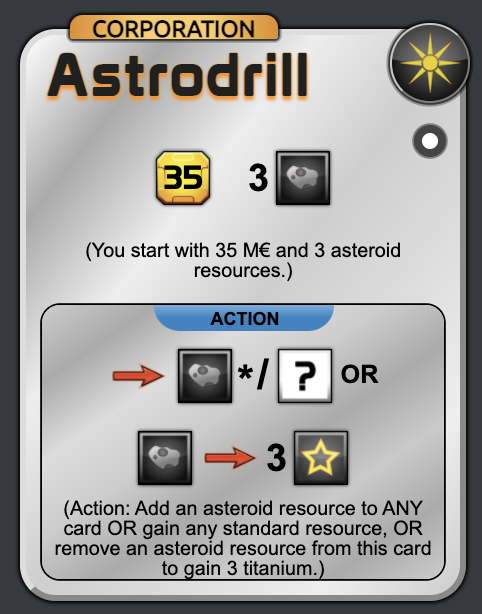 CORPORATION
Astrodrill
35 3
(You start with 35 M€ and 3 asteroid
resources.)
ACTION
*/ ? OR
3
(Action: Add an asteroid resource to ANY
card OR gain any standard resource, OR
remove an asteroid resource from this card
to gain 3 titanium.)